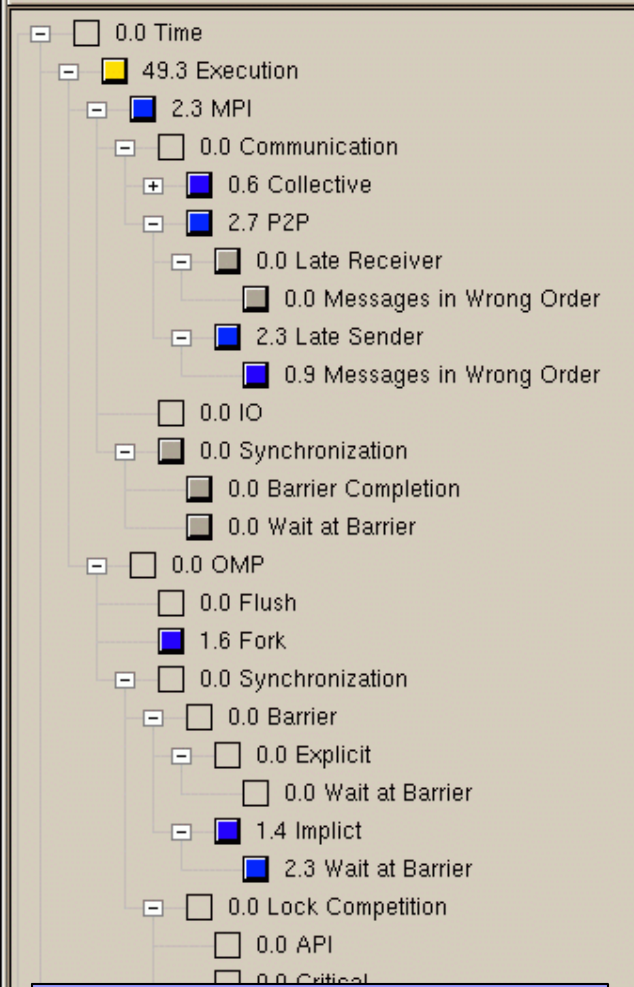 0.0 Time
49.3 Execution
2.3 MPI
0.0 Communication
0.6 Collective
2.7 P2P
0.0 Late Receiver
0.0 Messages in Wrong Order
2.3 Late Sender
0.9 Messages in Wrong Order
0.0 IO
0.0 Synchronization
0.0 Barrier Completion
0.0 Wait at Barrier
0.0 OMP
0.0 Flush
1.6 Fork
0.0 Synchronization
0.0 Barrier
0.0 Explicit
0.0 Wait at Barrier
1.4 Implict
2.3 Wait at Barrier
0.0 Lock Competition
0.0 API
0.0 Critical